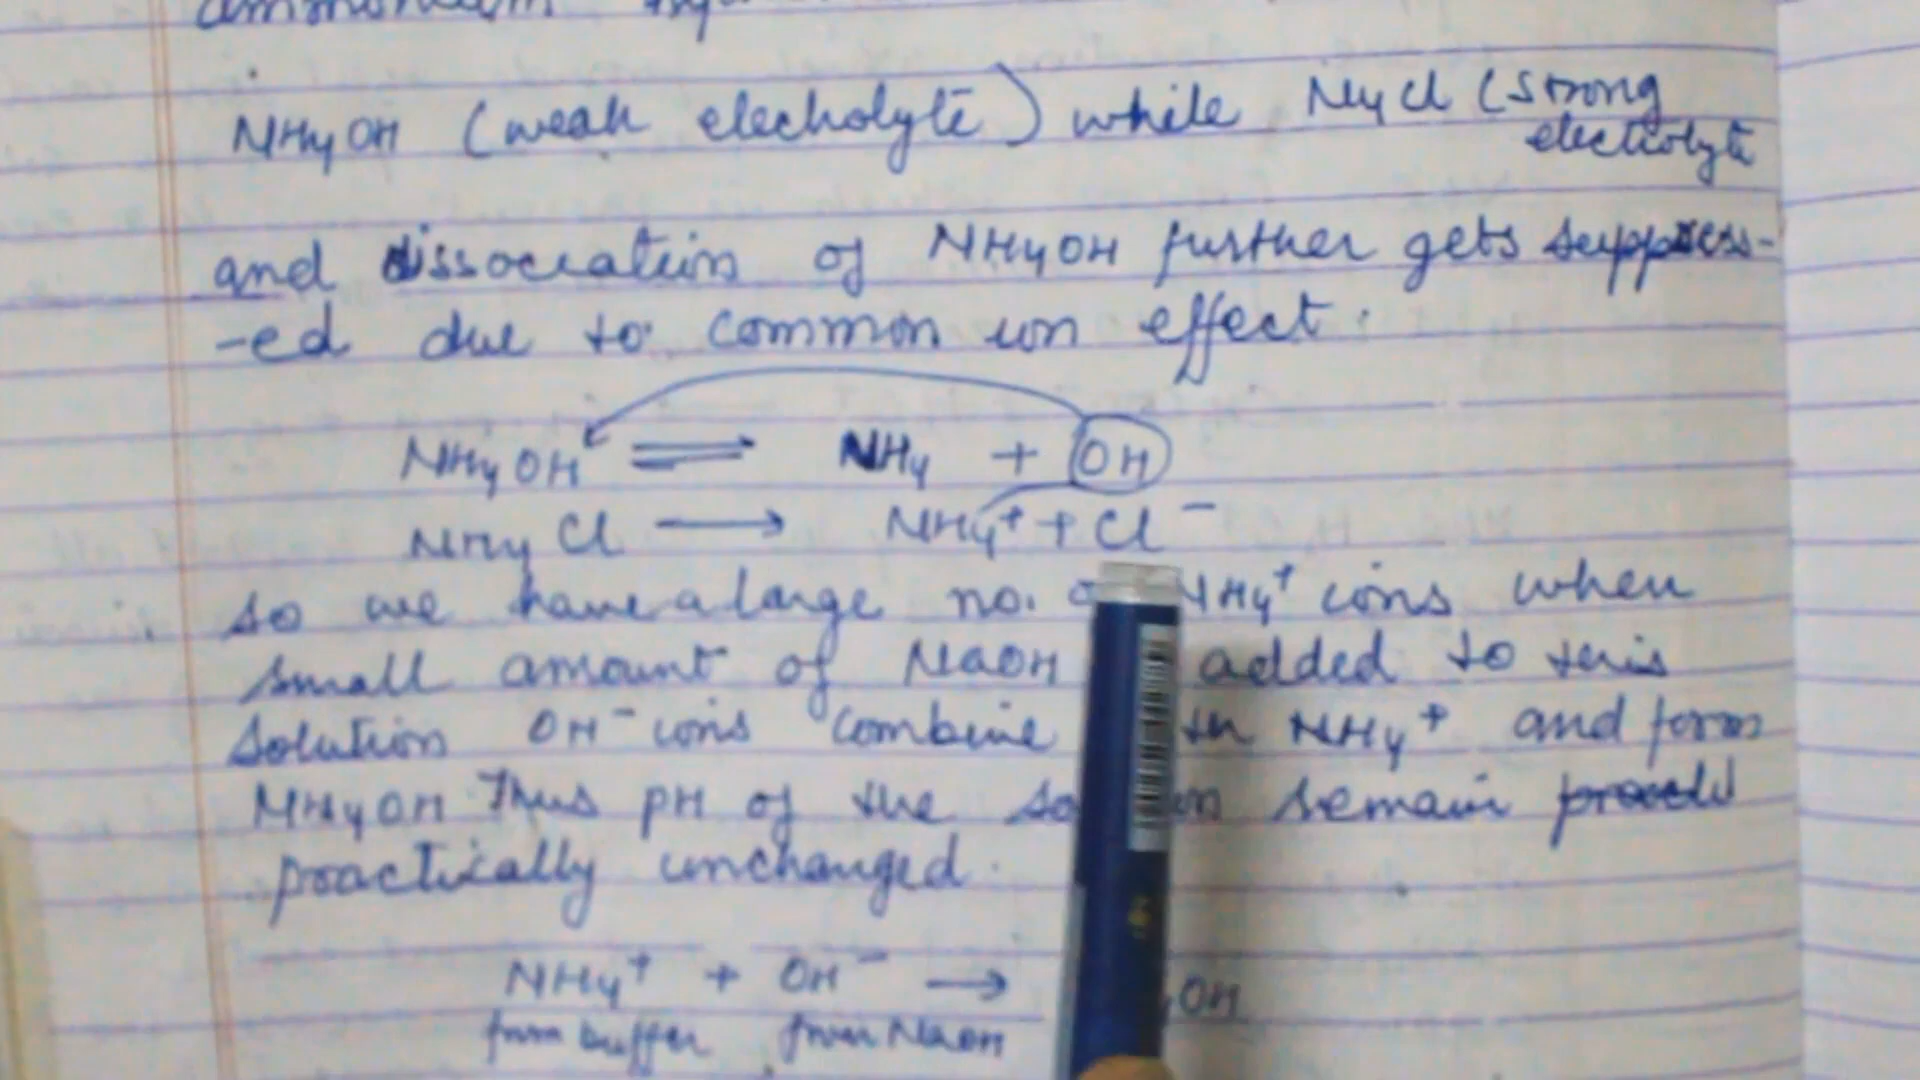 NH4OH (weak electrolyte) while NH4Cl (strong
electrolyte
and dissociation of NH4OH further gets suppress-
-ed due to common ion effect.
NH4OH ⇌ NH4 + OH
NH4Cl → NH4+ + Cl-
So we have a large no. NH4+ ions when
small amount of NaOH added to this
solution OH- ions combine NH4+ and form
NH4OH Thus pH of the remain
practically unchanged.
NH4+ + OH- → OH
from buffer from NaOH